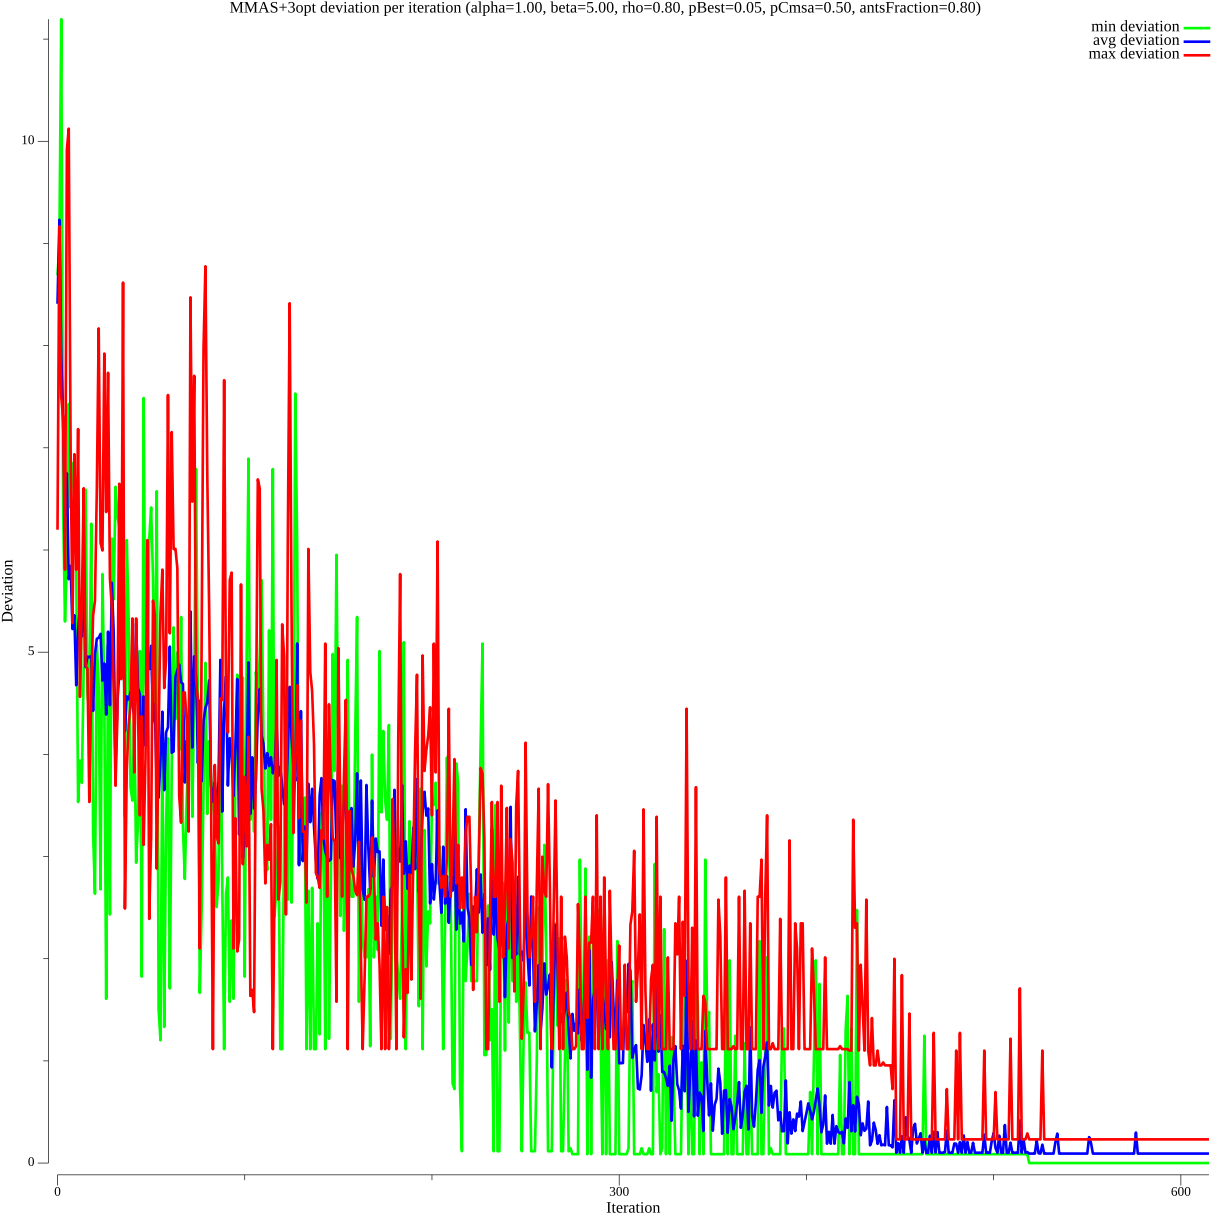 MMAS+3opt deviation per iteration (alpha=1.00, beta=5.00, rho=0.80, pBest=0.05, pCmsa=0.50, antsFraction=0.80)
min deviation
avg deviation
max deviation
10
5
0
Deviation
0
300
600
Iteration